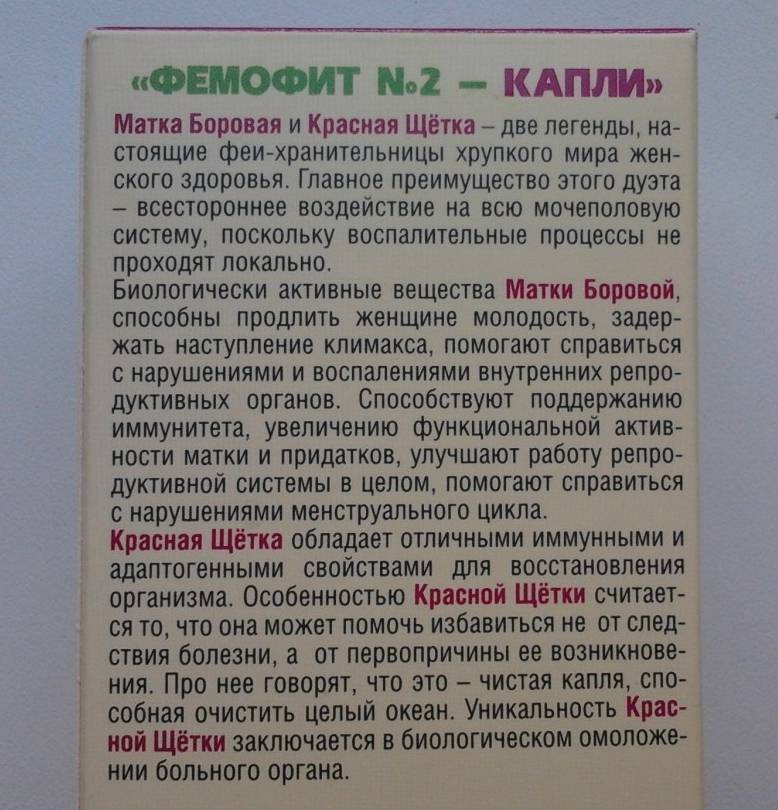 «ФЕМОФИТ №2 – КАПЛИ»
Матка Боровая и Красная Щётка – две легенды, на-
стоящие феи-хранительницы хрупкого мира жен-
ского здоровья. Главное преимущество этого дуэта
– всестороннее воздействие на всю мочеполовую
систему, поскольку воспалительные процессы не
проходят локально.
Биологически активные вещества Матки Боровой,
способны продлить женщине молодость, задер-
жать наступление климакса, помогают справиться
с нарушениями и воспалениями внутренних репро-
дуктивных органов. Способствуют поддержанию
иммунитета, увеличению функциональной актив-
ности матки и придатков, улучшают работу репро-
дуктивной системы в целом, помогают справиться
с нарушениями менструального цикла.
Красная Щётка обладает отличными иммунными и
адаптогенными свойствами для восстановления
организма. Особенностью Красной Щётки считает-
ся то, что она может помочь избавиться не от след-
ствия болезни, а от первопричины ее возникнове-
ния. Про нее говорят, что это – чистая капля, спо-
собная очистить целый океан. Уникальность Крас-
ной Щётки заключается в биологическом омоложе-
нии больного органа.